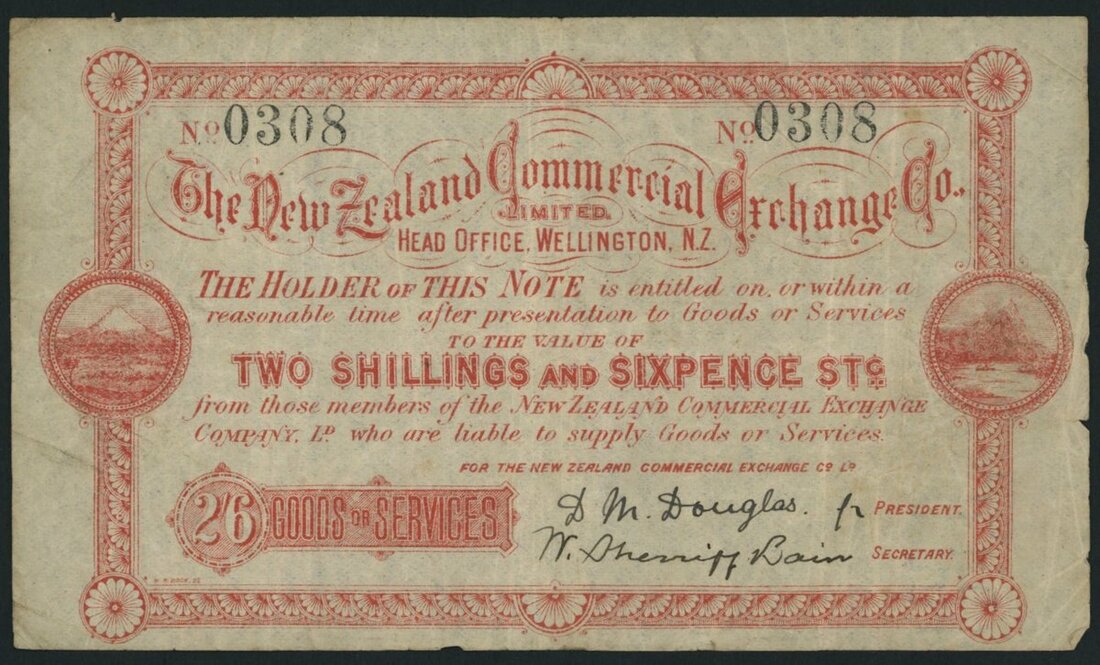 No. 0308
No. 0308
The New Zealand Commercial Exchange Co.,
LIMITED.
HEAD OFFICE, WELLINGTON, N.Z.
THE HOLDER OF THIS NOTE is entitled on, or within a
reasonable time after presentation to Goods or Services
TO THE VALUE OF
TWO SHILLINGS AND SIXPENCE STG
from those members of the NEW ZEALAND COMMERCIAL EXCHANGE
COMPANY, LD who are liable to supply Goods or Services.
FOR THE NEW ZEALAND COMMERCIAL EXCHANGE CO LD
2/6 GOODS OR SERVICES
D M. Douglas. fr PRESIDENT.
W. Sherriff Bain SECRETARY.